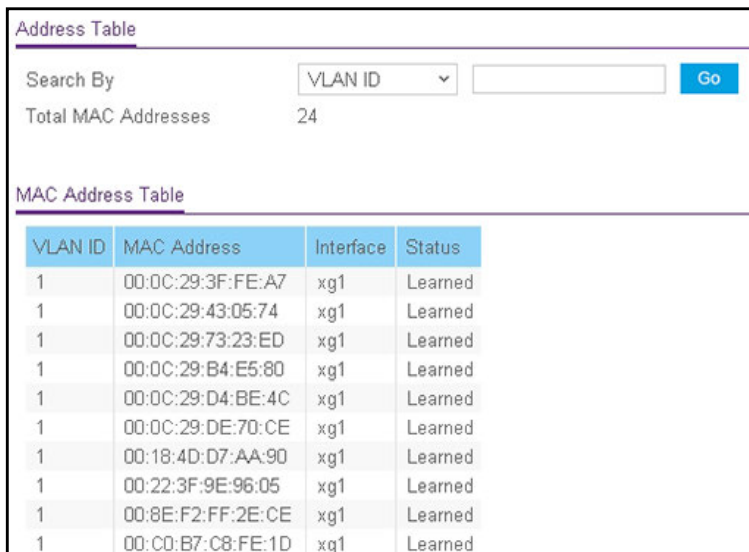 Address Table
Search By VLAN ID Go
Total MAC Addresses 24
MAC Address Table
VLAN ID MAC Address Interface Status
1 00:0C:29:3F:FE:A7 xg1 Learned
1 00:0C:29:43:05:74 xg1 Learned
1 00:0C:29:73:23:ED xg1 Learned
1 00:0C:29:B4:E5:80 xg1 Learned
1 00:0C:29:D4:BE:4C xg1 Learned
1 00:0C:29:DE:70:CE xg1 Learned
1 00:18:4D:D7:AA:90 xg1 Learned
1 00:22:3F:9E:96:05 xg1 Learned
1 00:8E:F2:FF:2E:CE xg1 Learned
1 00:C0:B7:C8:FE:1D xg1 Learned